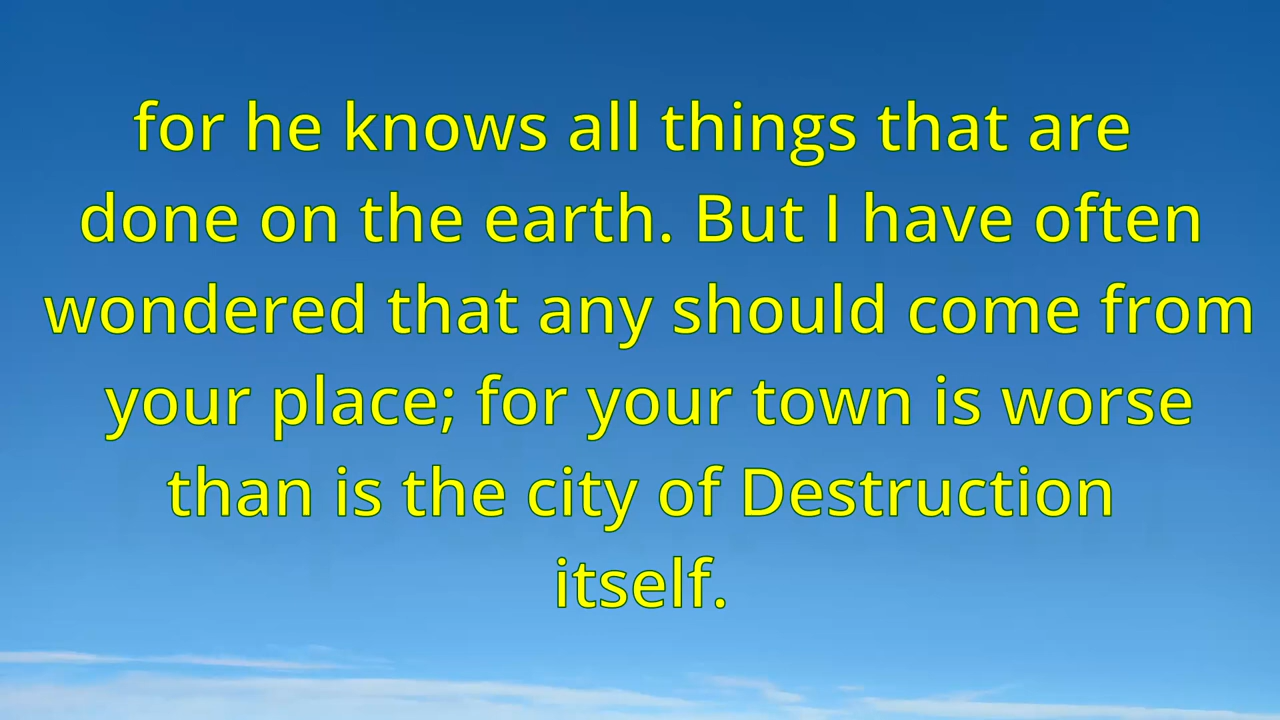 for he knows all things that are
done on the earth. But I have often
wondered that any should come from
your place; for your town is worse
than is the city of Destruction
itself.